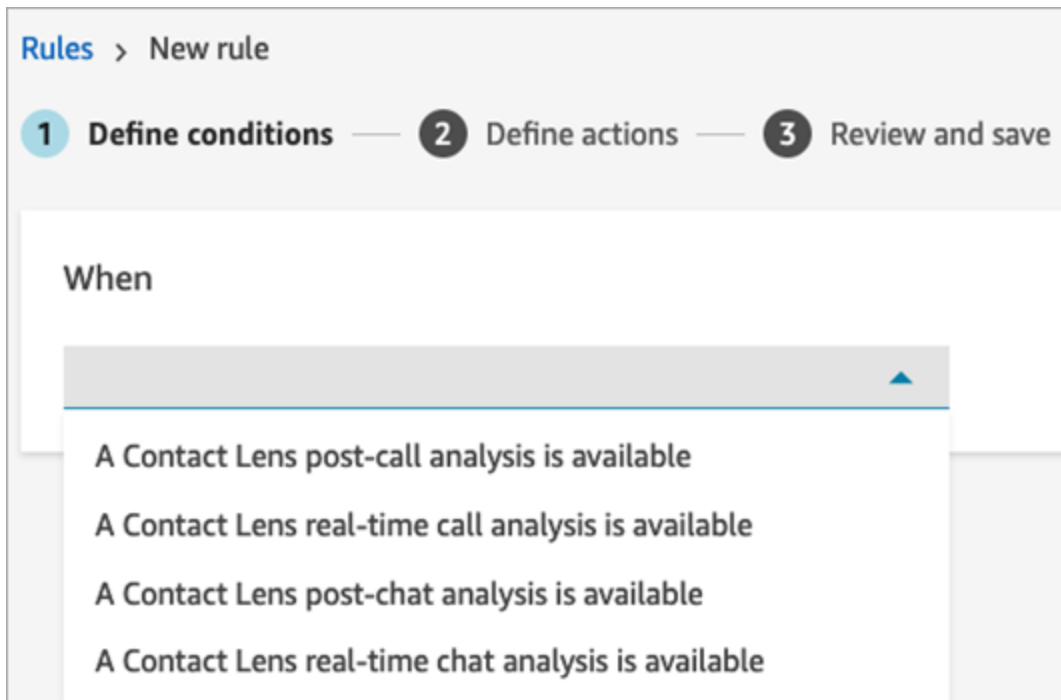 Rules > New rule
1 Define conditions 2 Define actions 3 Review and save
When
A Contact Lens post-call analysis is available
A Contact Lens real-time call analysis is available
A Contact Lens post-chat analysis is available
A Contact Lens real-time chat analysis is available